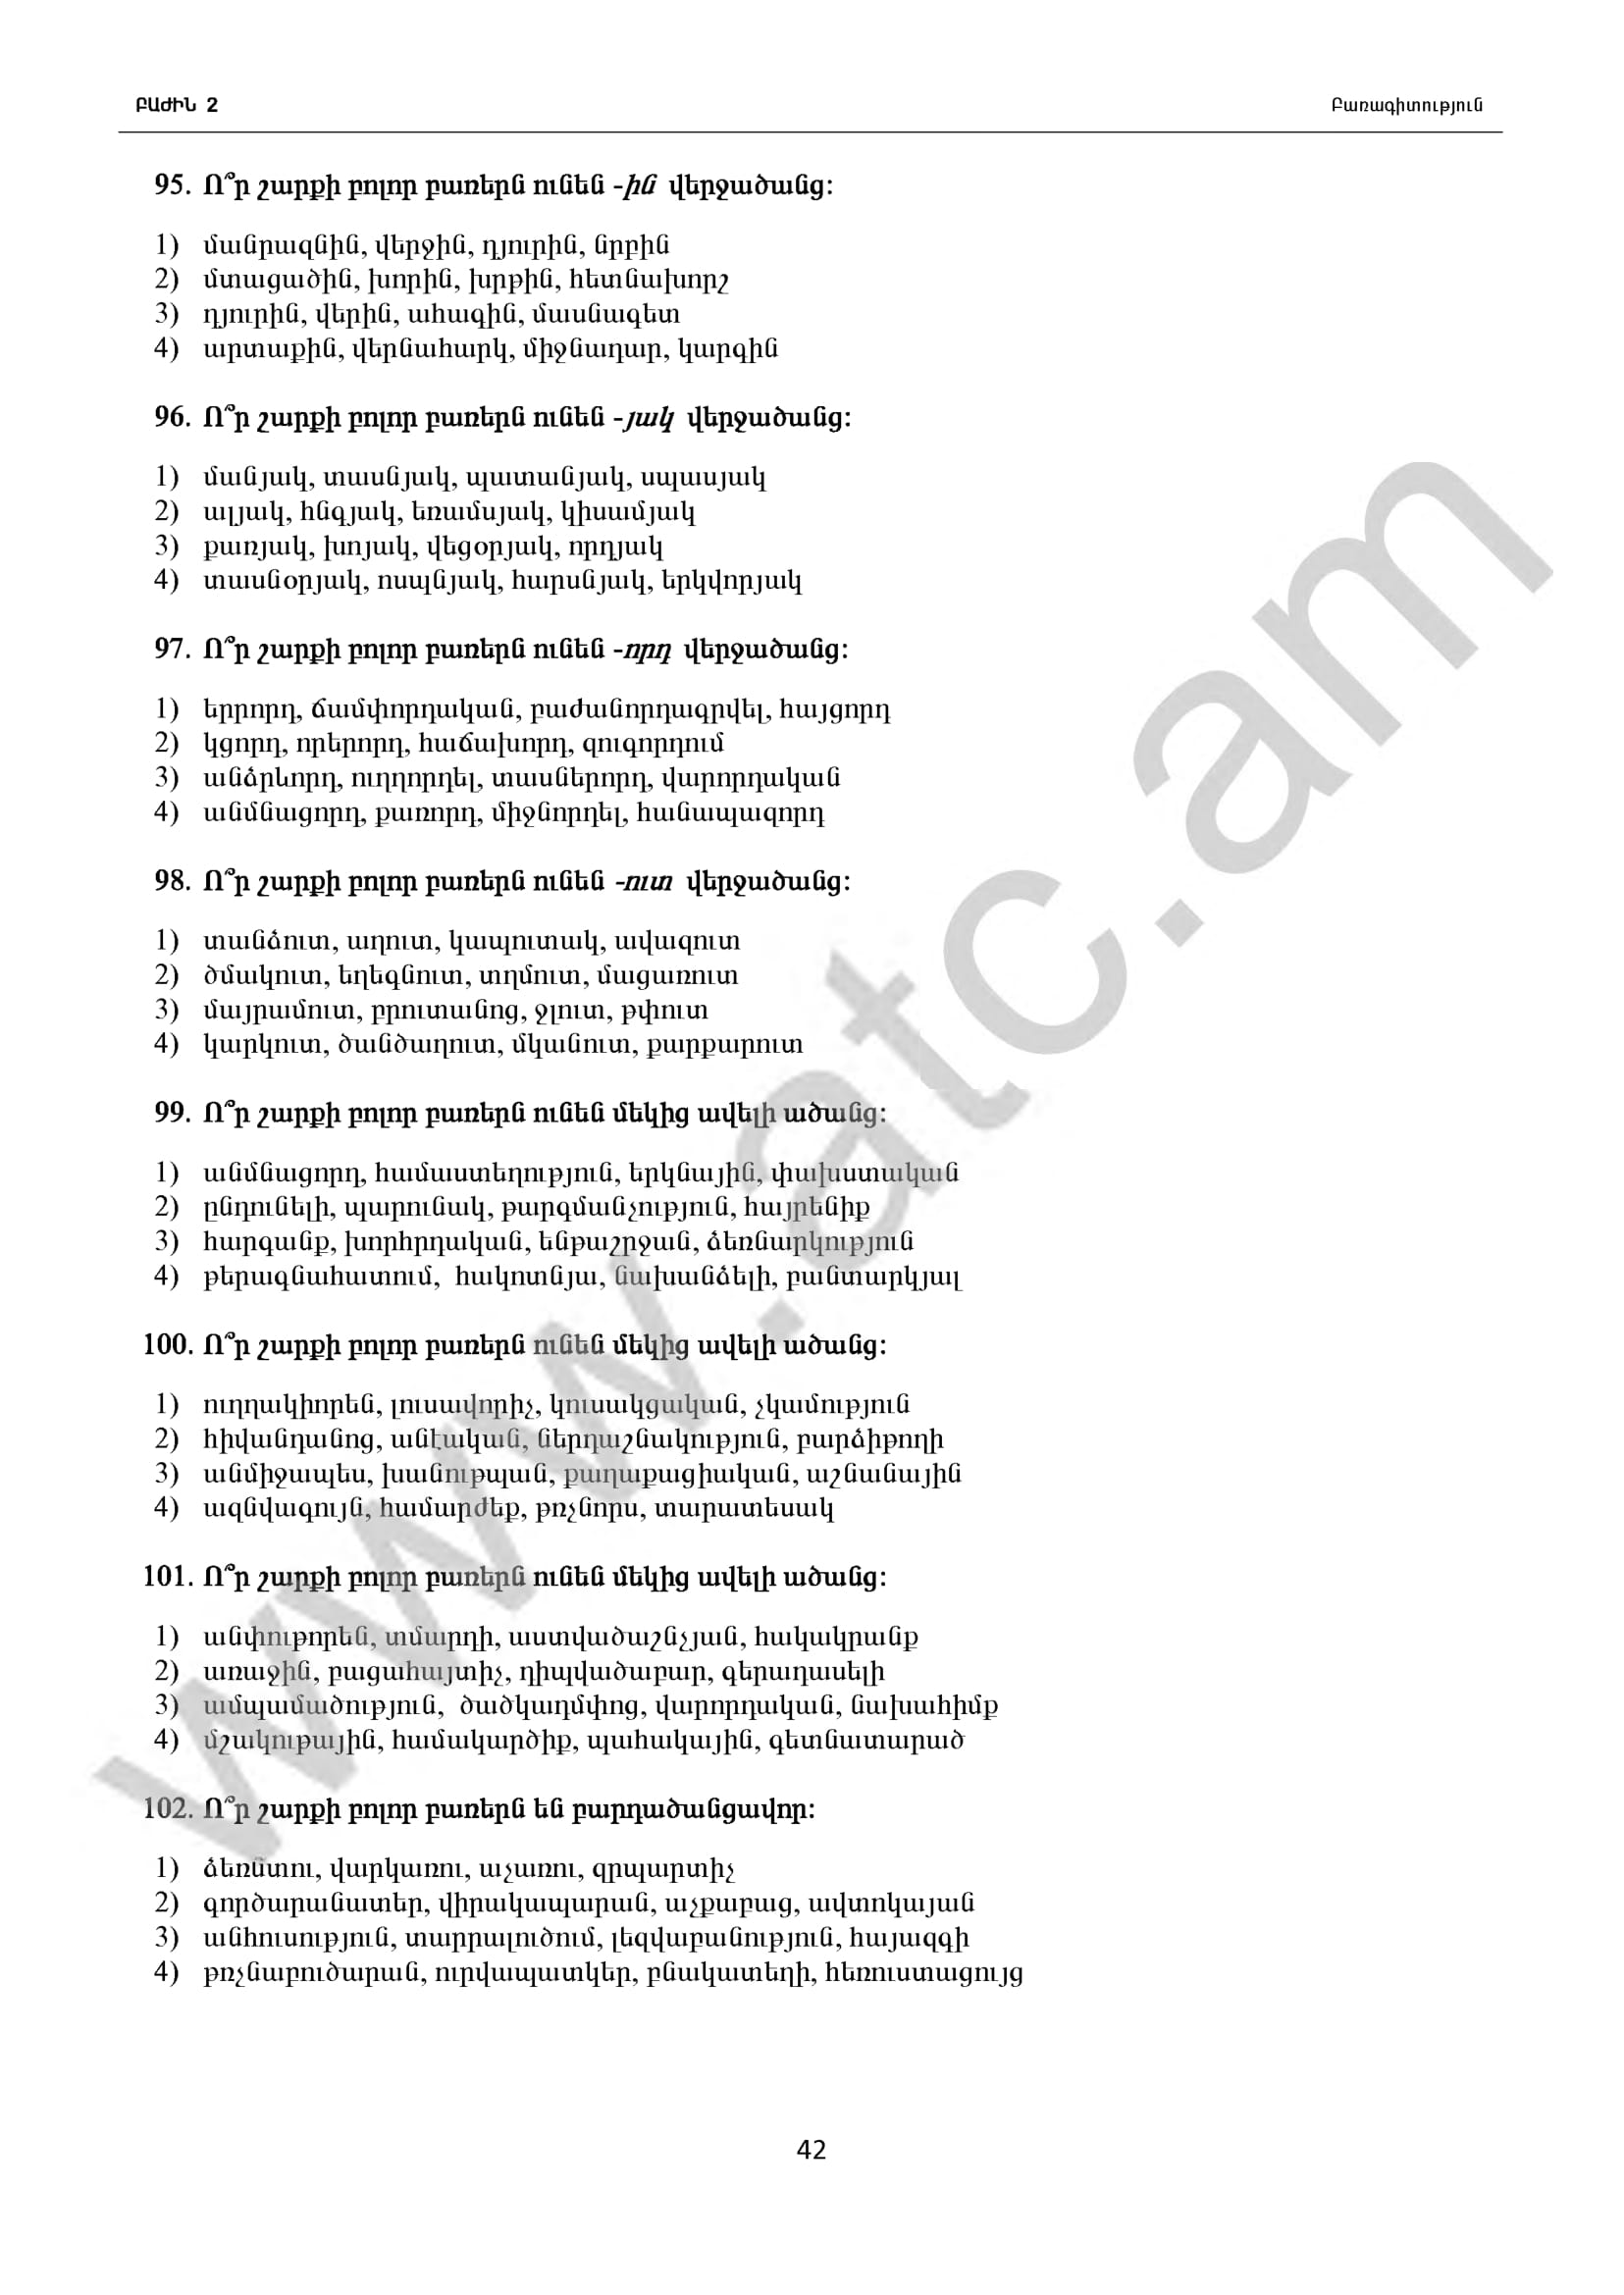 ԲԱԺԻՆ 2
Բառագիտություն
95. Ո՞ր շարքի բոլոր բառերն ունեն -ին վերջածանց:
1) մանրազնին, վերջին, դյուրին, նրբին
2) մտացածին, խորին, խրթին, հետնախորշ
3) դյուրին, վերին, ահագին, մասնագետ
4) արտաքին, վերնահարկ, միջնադար, կարգին
96. Ո՞ր շարքի բոլոր բառերն ունեն -յակ վերջածանց:
1) մանյակ, տասնյակ, պատանյակ, սպասյակ
2) ալյակ, հնգյակ, եռամսյակ, կիսամյակ
3) քառյակ, խոյակ, վեցօրյակ, որդյակ
4) տասնօրյակ, ոսպնյակ, հարսնյակ, երկվորյակ
97. Ո՞ր շարքի բոլոր բառերն ունեն -որդ վերջածանց:
1) երրորդ, ճամփորդական, բաժանորդագրվել, հայցորդ
2) կցորդ, որերորդ, հաճախորդ, զուգորդում
3) անձրևորդ, ուղղորդել, տասներորդ, վարորդական
4) անմնացորդ, քառորդ, միջնորդել, հանապազորդ
98. Ո՞ր շարքի բոլոր բառերն ունեն -ուտ վերջածանց:
1) տանձուտ, աղուտ, կապուտակ, ավազուտ
2) ծմակուտ, եղեգնուտ, տղմուտ, մացառուտ
3) մայրամուտ, բրուտանոց, ջլուտ, թփուտ
4) կարկուտ, ծանծաղուտ, մկանուտ, քարքարուտ
99. Ո՞ր շարքի բոլոր բառերն ունեն մեկից ավելի ածանց:
1) անմնացորդ, համաստեղություն, երկնային, փախստական
2) ընդունելի, պարունակ, թարգմանչություն, հայրենիք
3) հարգանք, խորհրդական, ենթաշրջան, ձեռնարկություն
4) թերագնահատում, հակոտնյա, նախանձելի, բանտարկյալ
100. Ո՞ր շարքի բոլոր բառերն ունեն մեկից ավելի ածանց:
1) ուղղակիորեն, լուսավորիչ, կուսակցական, չկամություն
2) հիվանդանոց, անէական, ներդաշնակություն, բարձիթողի
3) անմիջապես, խանութպան, քաղաքացիական, աշնանային
4) ազնվագույն, համարժեք, թռչնորս, տարատեսակ
101. Ո՞ր շարքի բոլոր բառերն ունեն մեկից ավելի ածանց:
1) անփութորեն, տմարդի, աստվածաշնչյան, հակակրանք
2) առաջին, բացահայտիչ, դիպվածաբար, գերադասելի
3) ամպամածություն, ծածկադմփոց, վարորդական, նախահիմք
4) մշակութային, համակարծիք, պահակային, գետնատարած
102. Ո՞ր շարքի բոլոր բառերն են բարդածանցավոր:
1) ձեռնտու, վարկառու, աչառու, զրպարտիչ
2) գործարանատեր, վիրակապարան, աչքաբաց, ավտոկայան
3) անհուսություն, տարրալուծում, լեզվաբանություն, հայազգի
4) թռչնաբուծարան, ուրվապատկեր, բնակատեղի, հեռուստացույց
www.atc.am
42